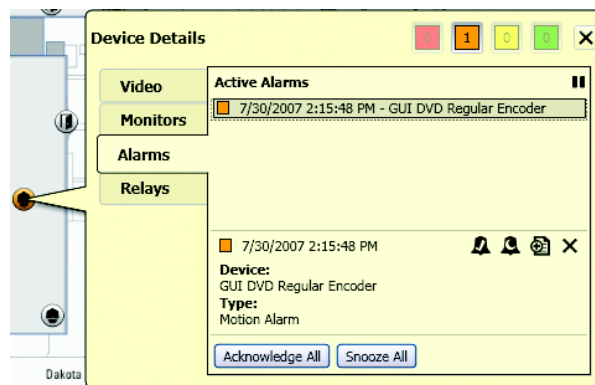 Device Details
0 1 0 0
Video
Monitors
Alarms
Relays
Active Alarms
7/30/2007 2:15:48 PM - GUI DVD Regular Encoder
7/30/2007 2:15:48 PM
Device:
GUI DVD Regular Encoder
Type:
Motion Alarm
Acknowledge All Snooze All
Dakota